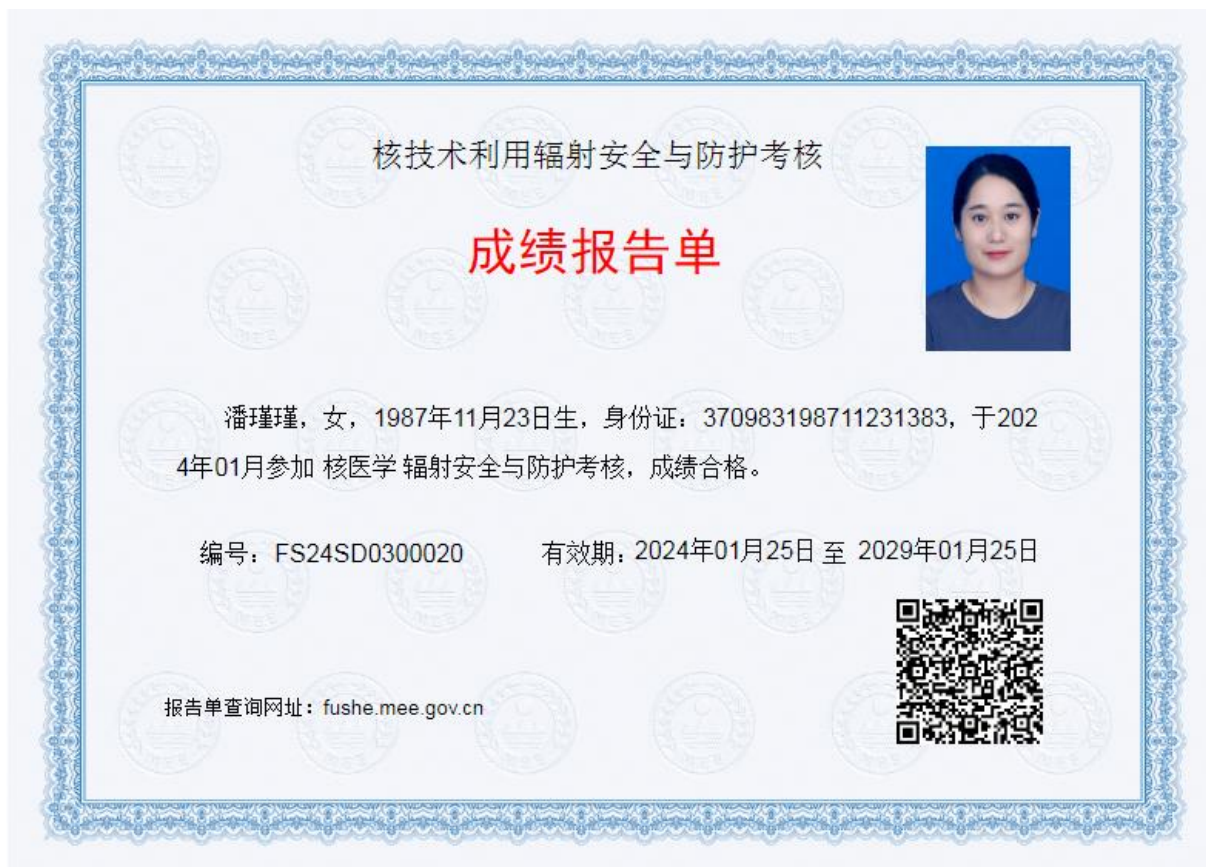 核技术利用辐射安全与防护考核
成绩报告单
潘瑾瑾，女，1987年11月23日生，身份证：370983198711231383，于202
4年01月参加 核医学 辐射安全与防护考核，成绩合格。
编号：FS24SD0300020 有效期：2024年01月25日 至 2029年01月25日
报告单查询网址：fushe.mee.gov.cn